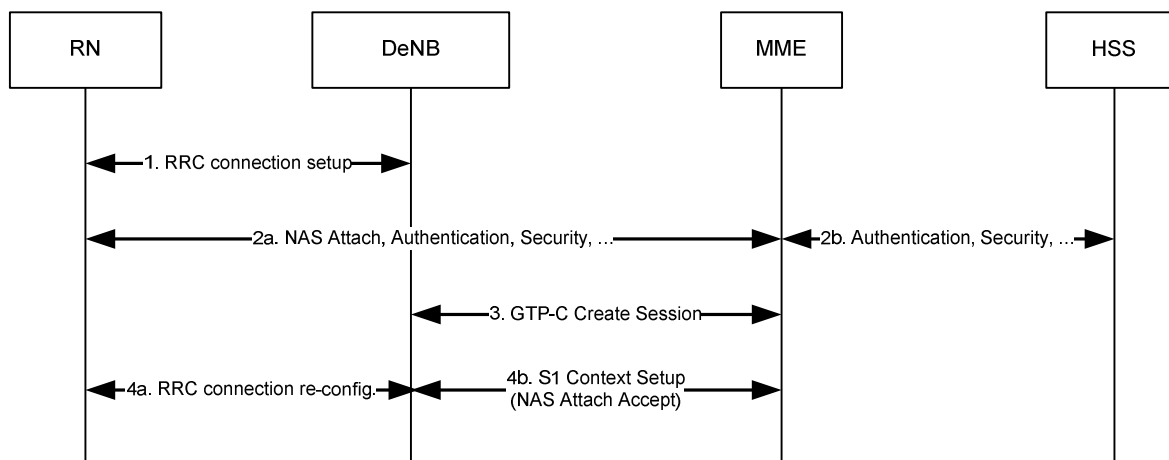 RN
DeNB
MME
HSS
1. RRC connection setup
2a. NAS Attach, Authentication, Security, ...
2b. Authentication, Security, ...
3. GTP-C Create Session
4a. RRC connection re-config.
4b. S1 Context Setup
(NAS Attach Accept)